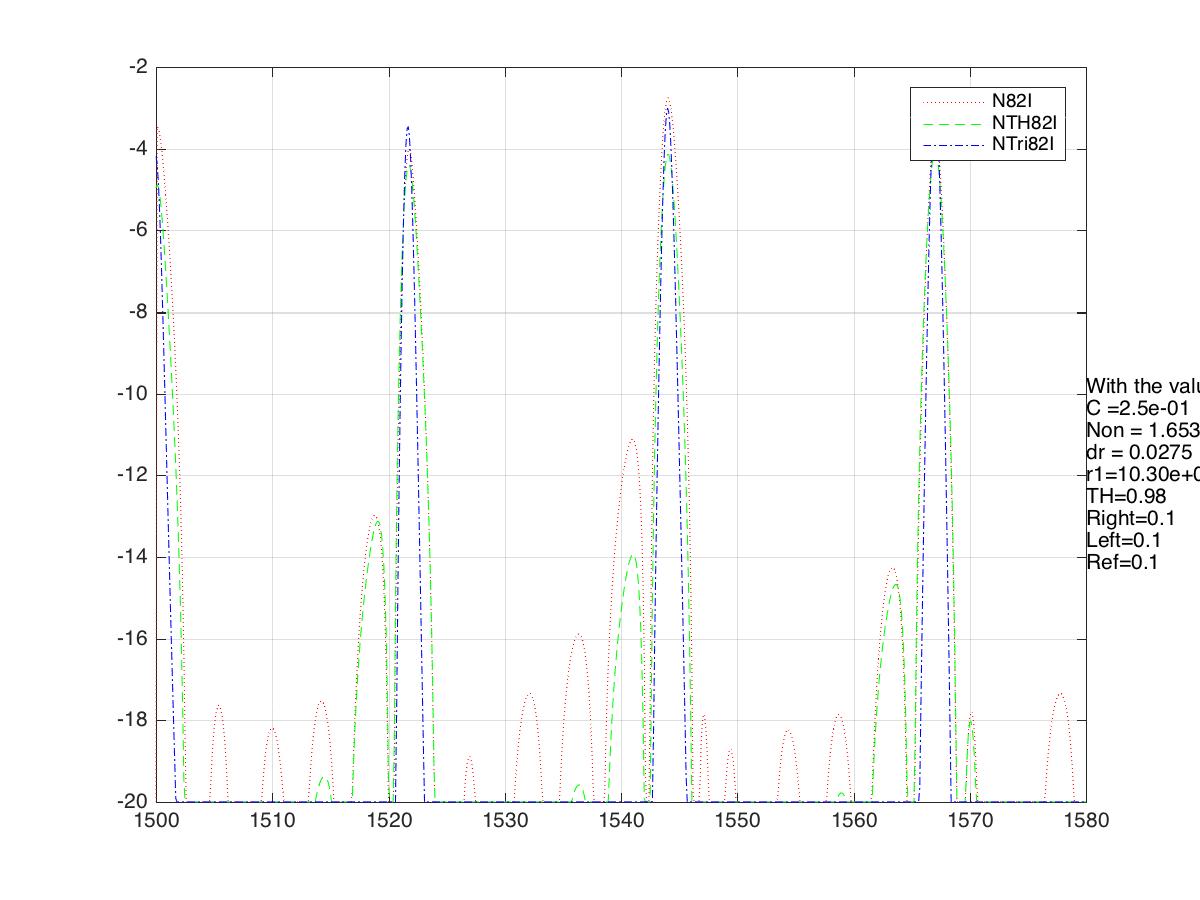 -2
-4
-6
-8
-10
-12
-14
-16
-18
-20
1500 1510 1520 1530 1540 1550 1560 1570 1580
N82I
NTH82I
NTri82I
With the
C =2.5e-01
Non = 1.653
dr = 0.0275
r1=10.30e+0
TH=0.98
Right=0.1
Left=0.1
Ref=0.1